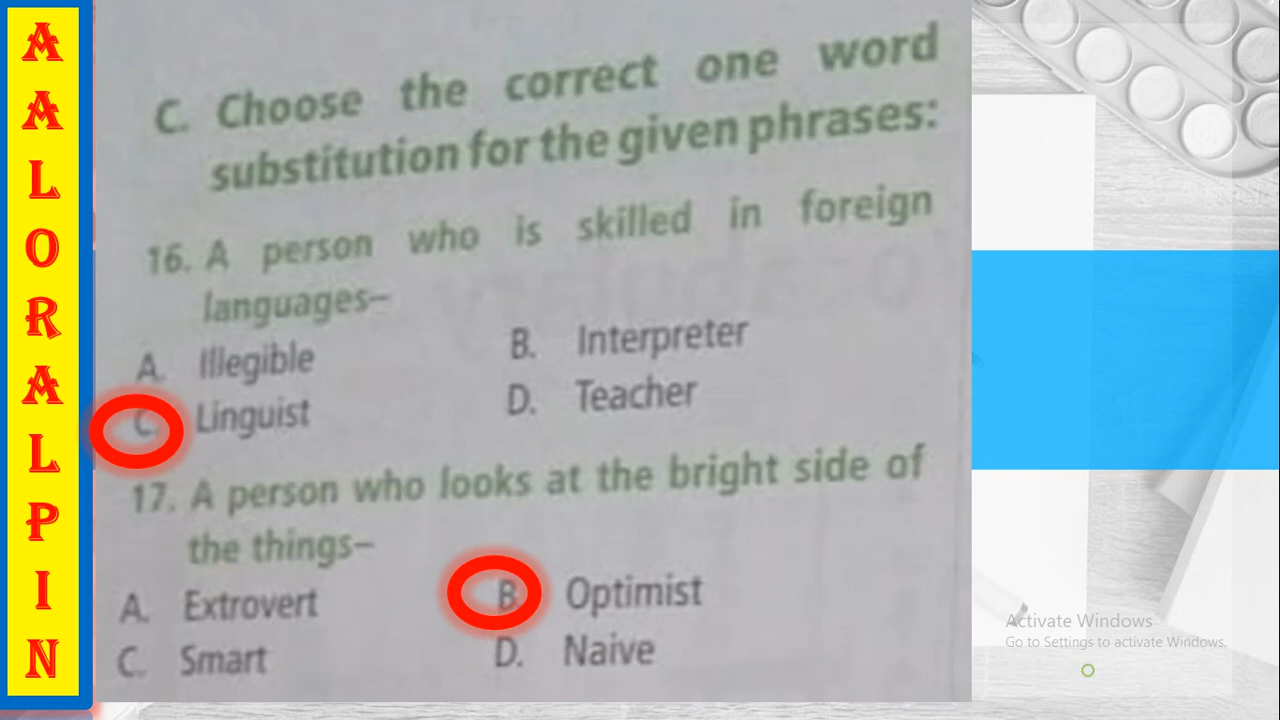 AALORALPIN
C. Choose the correct one word
substitution for the given phrases:
16. A person who is skilled in foreign
languages–
A. Illegible
B. Interpreter
C. Linguist
D. Teacher
17. A person who looks at the bright side of
the things–
A. Extrovert
B. Optimist
C. Smart
D. Naive
Activate Windows
Go to Settings to activate Windows.